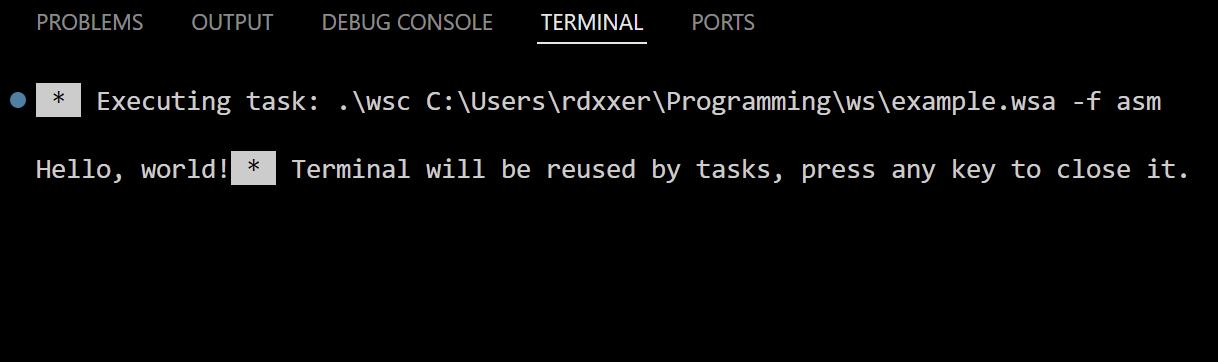 PROBLEMS OUTPUT DEBUG CONSOLE TERMINAL PORTS
* Executing task: .\wsc C:\Users\rdxxer\Programming\ws\example.wsa -f asm
Hello, world! * Terminal will be reused by tasks, press any key to close it.